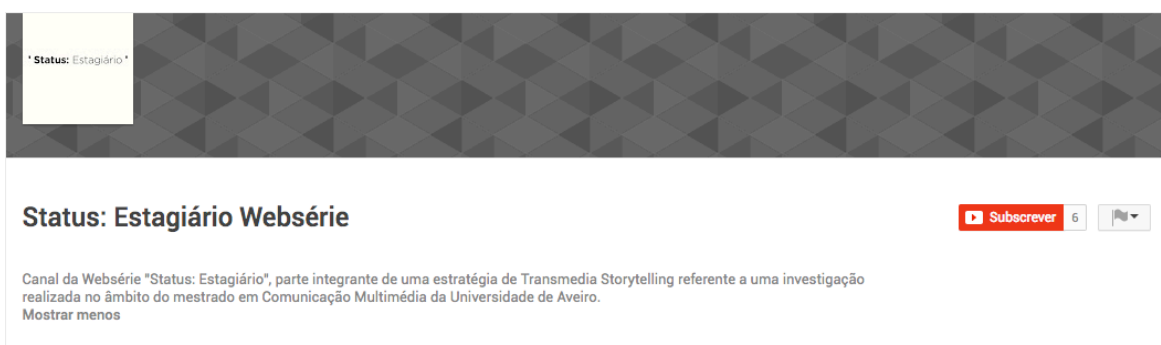 " Status: Estagiário "
Status: Estagiário Websérie
Subscrever 6
Canal da Websérie "Status: Estagiário", parte integrante de uma estratégia de Transmedia Storytelling referente a uma investigação
realizada no âmbito do mestrado em Comunicação Multimédia da Universidade de Aveiro.
Mostrar menos